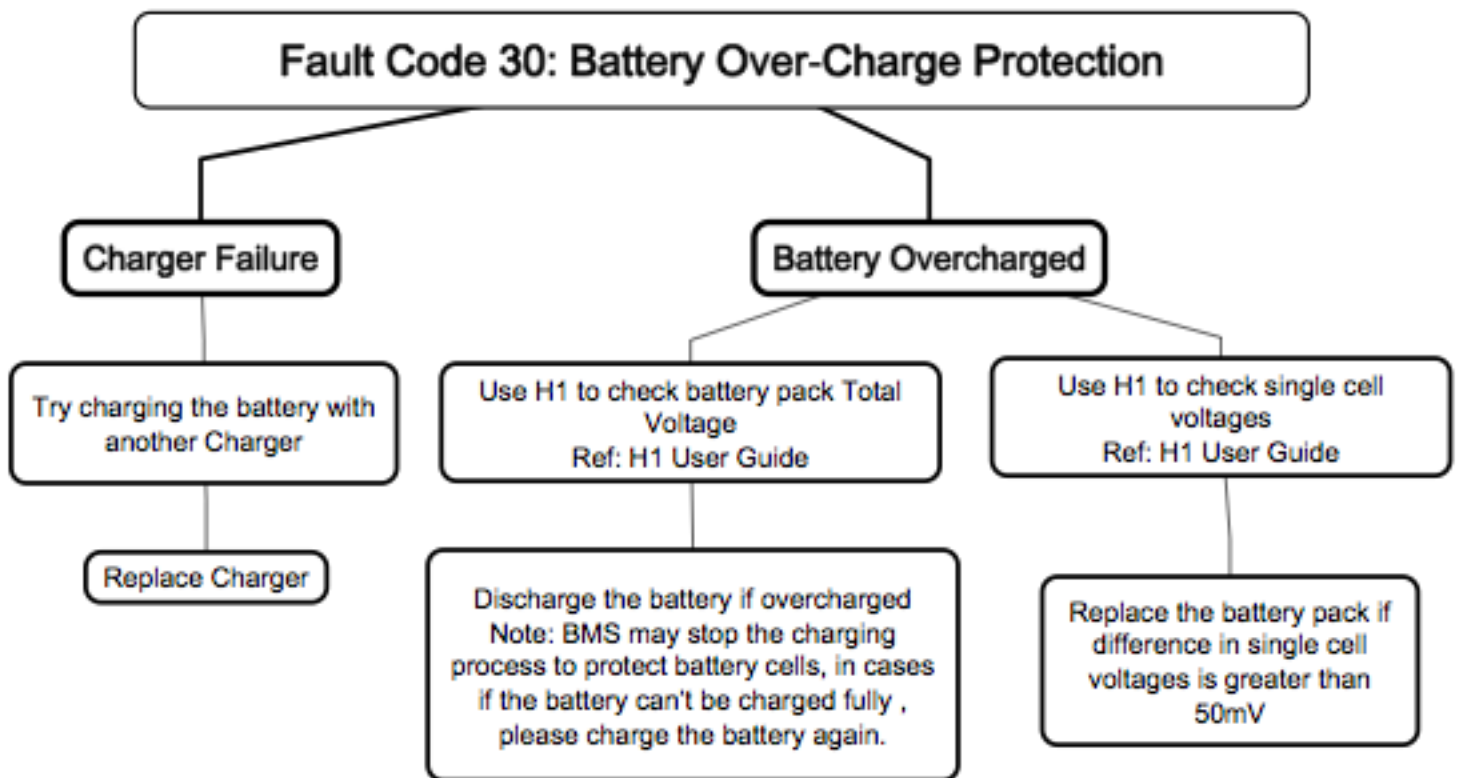 Fault Code 30: Battery Over-Charge Protection
Charger Failure
Battery Overcharged
Try charging the battery with
another Charger
Use H1 to check battery pack Total
Voltage
Ref: H1 User Guide
Use H1 to check single cell
voltages
Ref: H1 User Guide
Replace Charger
Discharge the battery if overcharged
Note: BMS may stop the charging
process to protect battery cells, in cases
if the battery can't be charged fully ,
please charge the battery again.
Replace the battery pack if
difference in single cell
voltages is greater than
50mV